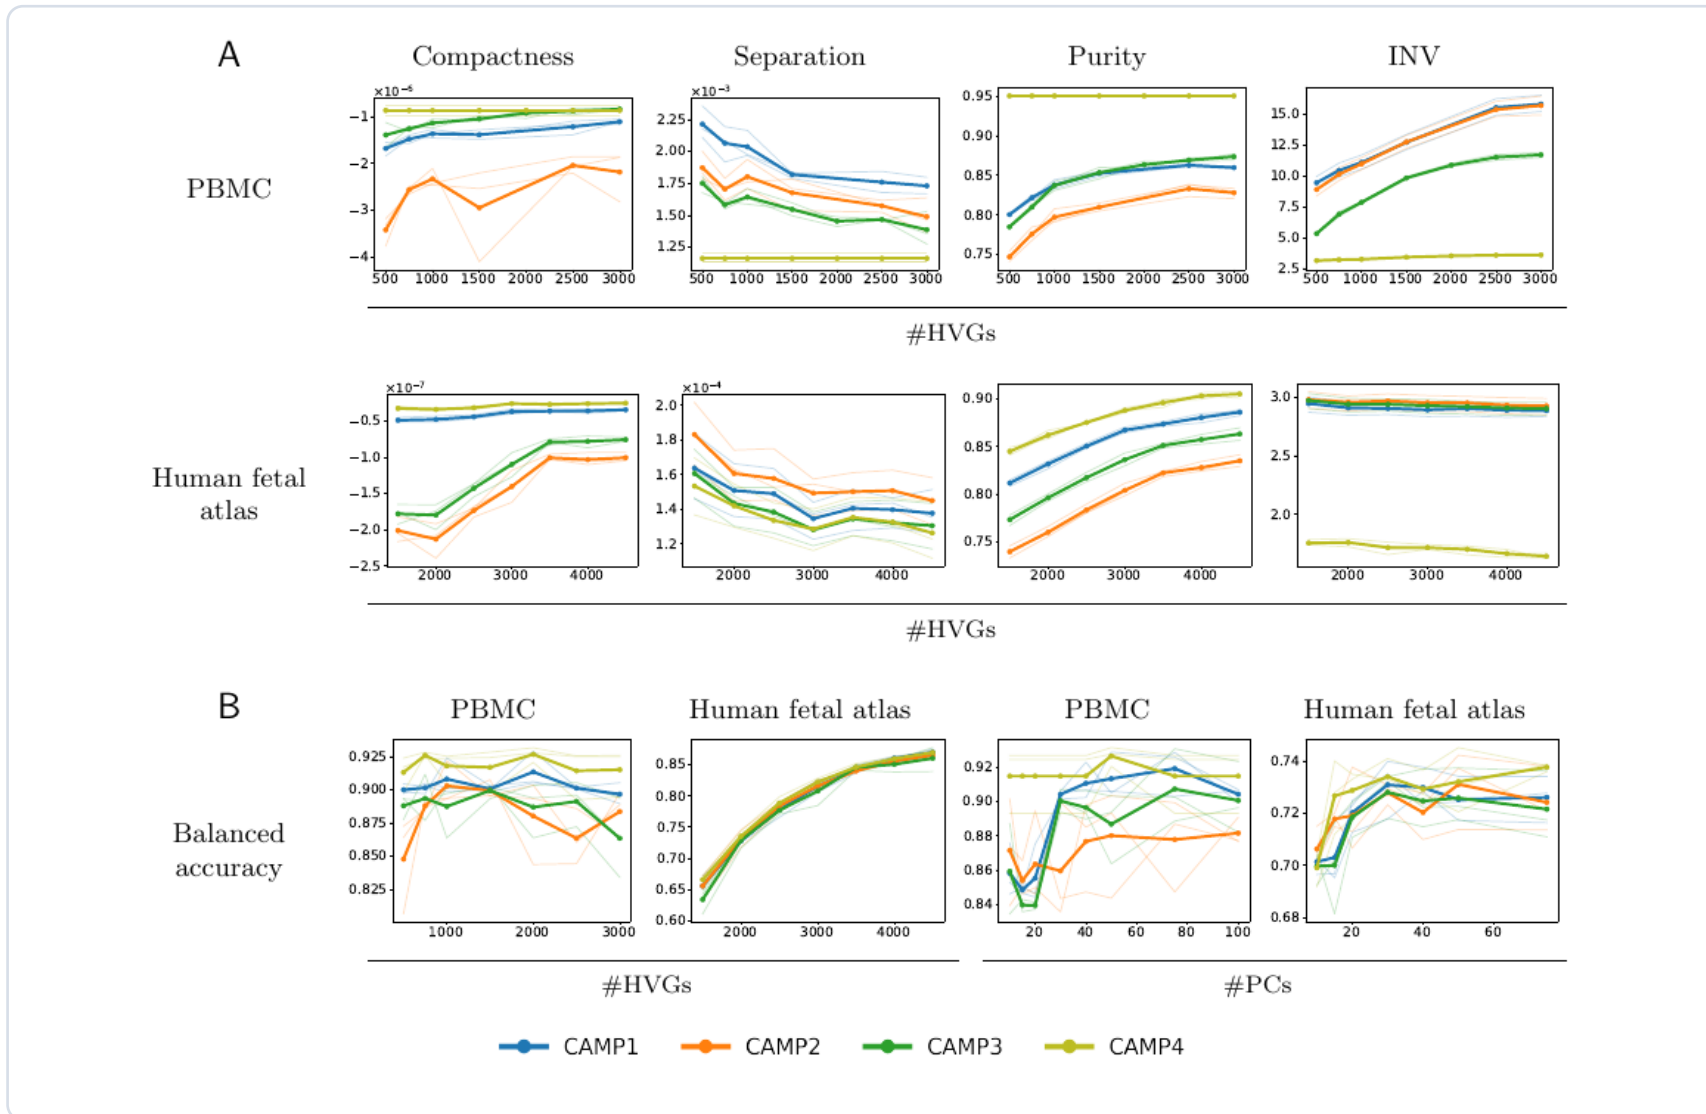 A
Compactness Separation Purity INV
PBMC
×10⁻⁵ ×10⁻³
−1 −2 −3 −4
500 1000 1500 2000 2500 3000
2.25 2.00 1.75 1.50 1.25
500 1000 1500 2000 2500 3000
0.95 0.90 0.85 0.80 0.75
500 1000 1500 2000 2500 3000
15.0 12.5 10.0 7.5 5.0 2.5
500 1000 1500 2000 2500 3000
#HVGs
Human fetal
atlas
×10⁻⁷ ×10⁻⁴
−0.5 −1.0 −1.5 −2.0 −2.5
2000 3000 4000
2.0 1.8 1.6 1.4 1.2
2000 3000 4000
0.90 0.85 0.80 0.75
2000 3000 4000
3.0 2.5 2.0
2000 3000 4000
#HVGs
B
PBMC Human fetal atlas PBMC Human fetal atlas
Balanced
accuracy
0.925 0.900 0.875 0.850 0.825
1000 2000 3000
0.85 0.80 0.75 0.70 0.65 0.60
2000 3000 4000
0.92 0.90 0.88 0.86 0.84
20 40 60 80 100
0.74 0.72 0.70 0.68
20 40 60
#HVGs #PCs
CAMP1 CAMP2 CAMP3 CAMP4